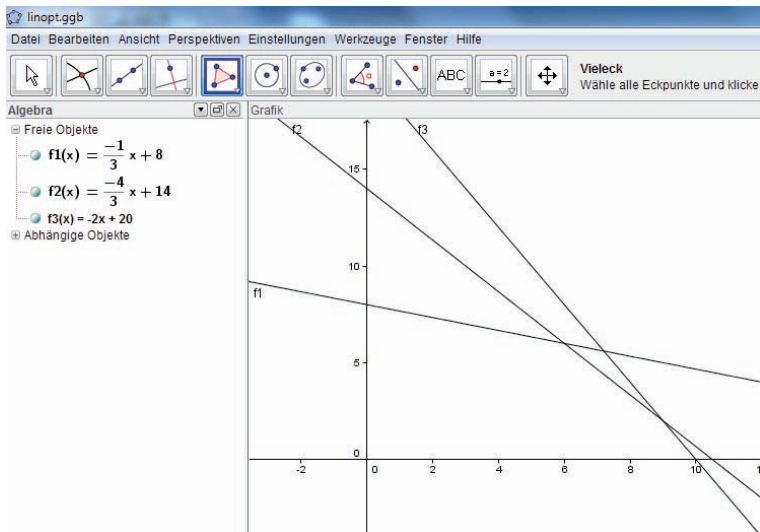 linopt.ggb
Datei Bearbeiten Ansicht Perspektiven Einstellungen Werkzeuge Fenster Hilfe
α
ABC
a=2
Vieleck
Wähle alle Eckpunkte und klicke
Algebra
Grafik
Freie Objekte
f1(x) = -1/3 x + 8
f2(x) = -4/3 x + 14
f3(x) = -2x + 20
Abhängige Objekte
f2
f3
15
10
f1
5
0
-2 0 2 4 6 8 10